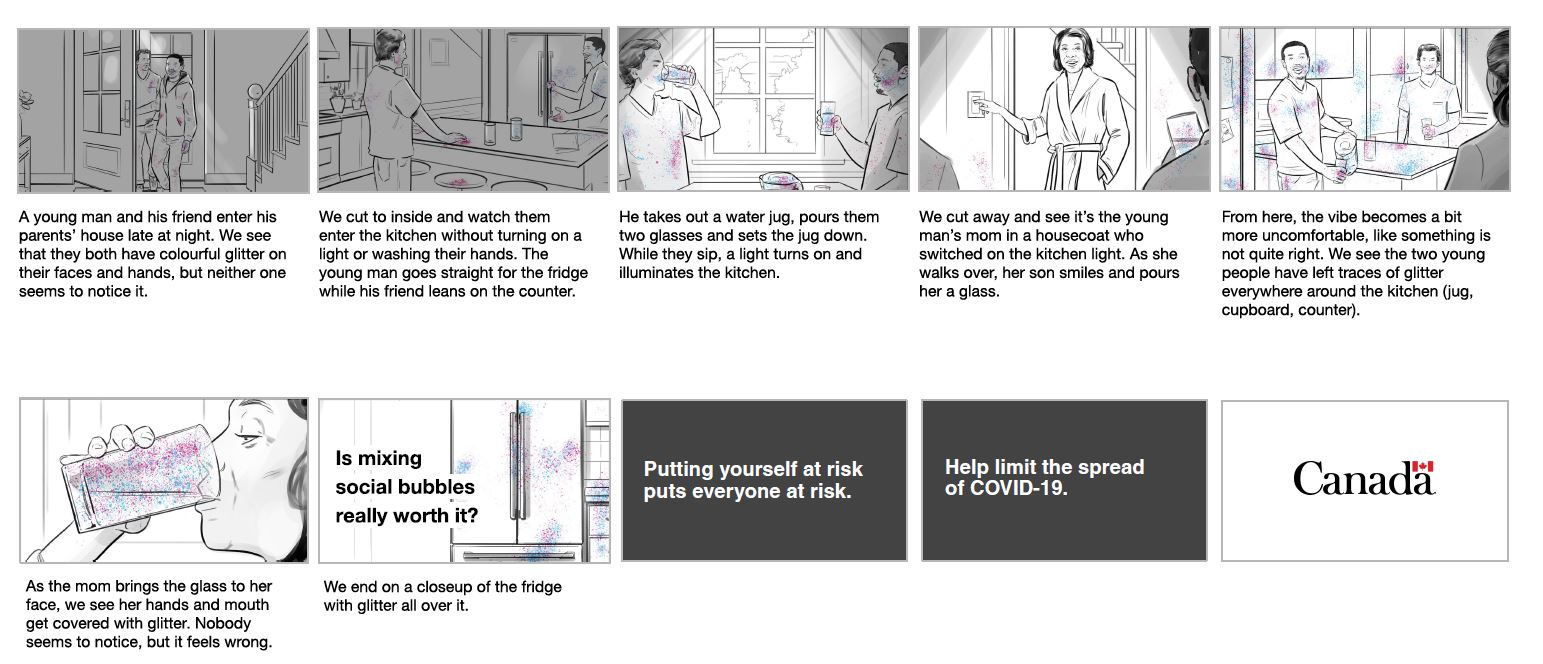 A young man and his friend enter his
parents’ house late at night. We see
that they both have colourful glitter on
their faces and hands, but neither one
seems to notice it.
We cut to inside and watch them
enter the kitchen without turning on a
light or washing their hands. The
young man goes straight for the fridge
while his friend leans on the counter.
He takes out a water jug, pours them
two glasses and sets the jug down.
While they sip, a light turns on and
illuminates the kitchen.
We cut away and see it’s the young
man’s mom in a housecoat who
switched on the kitchen light. As she
walks over, her son smiles and pours
her a glass.
From here, the vibe becomes a bit
more uncomfortable, like something is
not quite right. We see the two young
people have left traces of glitter
everywhere around the kitchen (jug,
cupboard, counter).
As the mom brings the glass to her
face, we see her hands and mouth
get covered with glitter. Nobody
seems to notice, but it feels wrong.
Is mixing
social bubbles
really worth it?
We end on a closeup of the fridge
with glitter all over it.
Putting yourself at risk
puts everyone at risk.
Help limit the spread
of COVID-19.
Canada